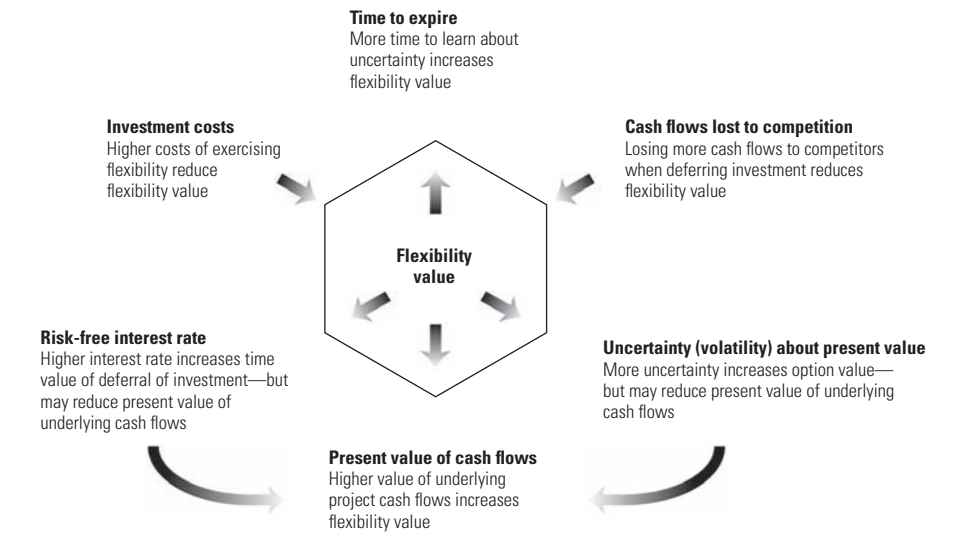 Time to expire
More time to learn about
uncertainty increases
flexibility value
Investment costs
Higher costs of exercising
flexibility reduce
flexibility value
Cash flows lost to competition
Losing more cash flows to competitors
when deferring investment reduces
flexibility value
Flexibility
value
Risk-free interest rate
Higher interest rate increases time
value of deferral of investment—but
may reduce present value of
underlying cash flows
Uncertainty (volatility) about present value
More uncertainty increases option value—
but may reduce present value of underlying
cash flows
Present value of cash flows
Higher value of underlying
project cash flows increases
flexibility value